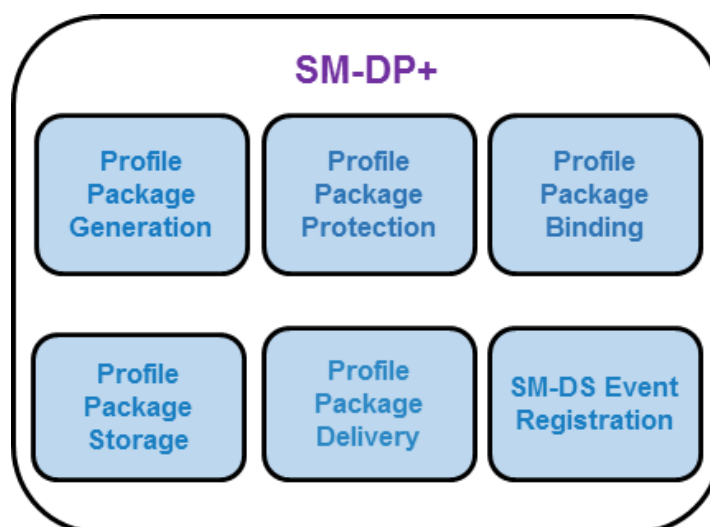 SM-DP+
Profile
Package
Generation
Profile
Package
Protection
Profile
Package
Binding
Profile
Package
Storage
Profile
Package
Delivery
SM-DS Event
Registration